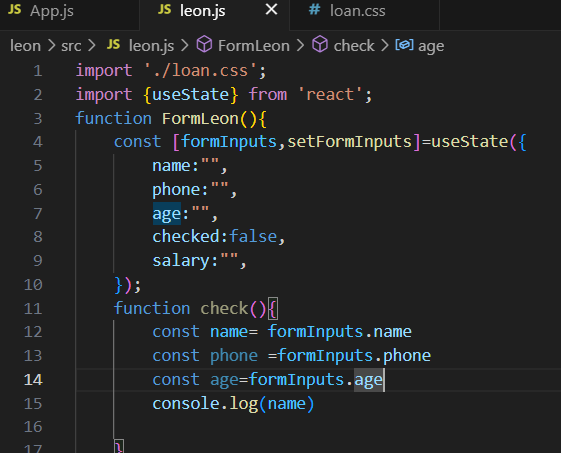 JS App.js JS leon.js × # loan.css
leon > src > JS leon.js > FormLeon > check > age
1 import './loan.css';
2 import {useState} from 'react';
3 function FormLeon(){
4 const [formInputs,setFormInputs]=useState({
5 name:"",
6 phone:"",
7 age:"",
8 checked:false,
9 salary:"",
10 });
11 function check(){
12 const name= formInputs.name
13 const phone =formInputs.phone
14 const age=formInputs.age
15 console.log(name)
16
17 }